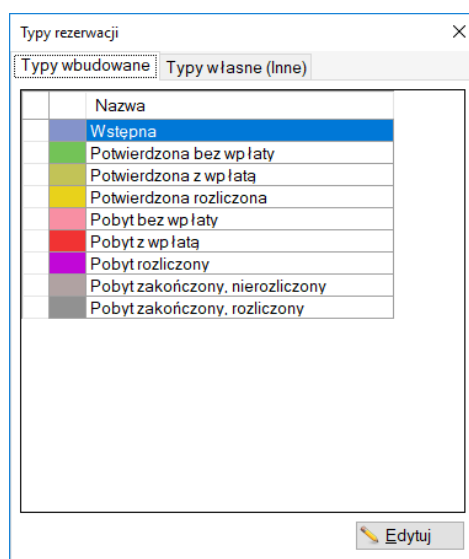 Typy rezerwacji
Typy wbudowane Typy własne (Inne)
Nazwa
Wstępna
Potwierdzona bez wpłaty
Potwierdzona z wpłatą
Potwierdzona rozliczona
Pobyt bez wpłaty
Pobyt z wpłatą
Pobyt rozliczony
Pobyt zakończony, nierozliczony
Pobyt zakończony, rozliczony
Edytuj